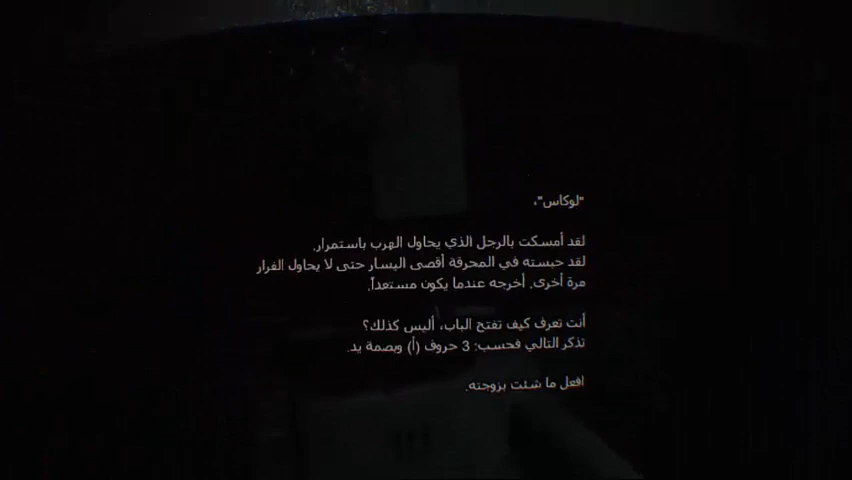 "لوكاس"،
لقد أمسكت بالرجل الذي يحاول الهرب باستمرار.
لقد حبسته في المحرقة أقصى اليسار حتى لا يحاول الفرار
مرة أخرى. أخرجه عندما يكون مستعداً.
أنت تعرف كيف تفتح الباب، أليس كذلك؟
تذكر التالي فحسب: 3 حروف (أ) وبصمة يد.
افعل ما شئت بزوجته.